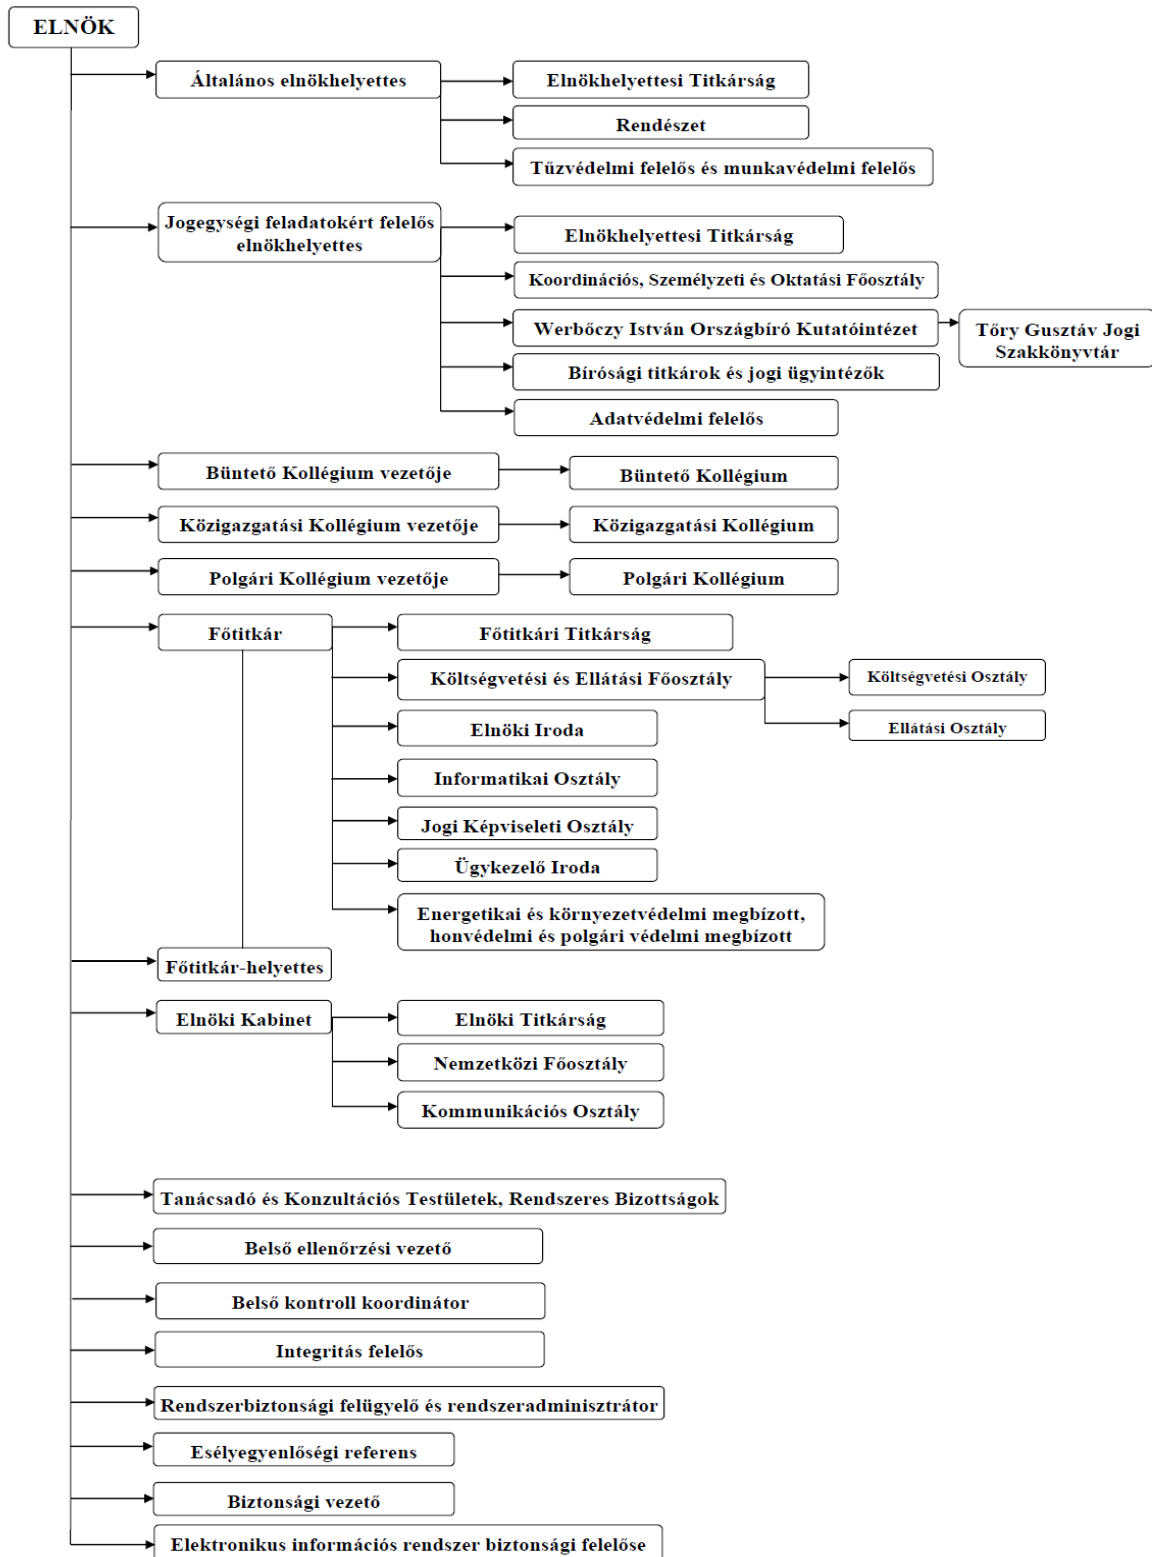 ELNÖK
Általános elnökhelyettes
Elnökhelyettesi Titkárság
Rendészet
Tűzvédelmi felelős és munkavédelmi felelős
Jogegységi feladatokért felelős
elnökhelyettes
Elnökhelyettesi Titkárság
Koordinációs, Személyzeti és Oktatási Főosztály
Werbőczy István Országbíró Kutatóintézet
Tőry Gusztáv Jogi
Szakkönyvtár
Bírósági titkárok és jogi ügyintézők
Adatvédelmi felelős
Büntető Kollégium vezetője
Büntető Kollégium
Közigazgatási Kollégium vezetője
Közigazgatási Kollégium
Polgári Kollégium vezetője
Polgári Kollégium
Főtitkár
Főtitkári Titkárság
Költségvetési és Ellátási Főosztály
Költségvetési Osztály
Ellátási Osztály
Elnöki Iroda
Informatikai Osztály
Jogi Képviseleti Osztály
Ügykezelő Iroda
Energetikai és környezetvédelmi megbízott,
honvédelmi és polgári védelmi megbízott
Főtitkár-helyettes
Elnöki Kabinet
Elnöki Titkárság
Nemzetközi Főosztály
Kommunikációs Osztály
Tanácsadó és Konzultációs Testületek, Rendszeres Bizottságok
Belső ellenőrzési vezető
Belső kontroll koordinátor
Integritás felelős
Rendszerbiztonsági felügyelő és rendszeradminisztrátor
Esélyegyenlőségi referens
Biztonsági vezető
Elektronikus információs rendszer biztonsági felelőse